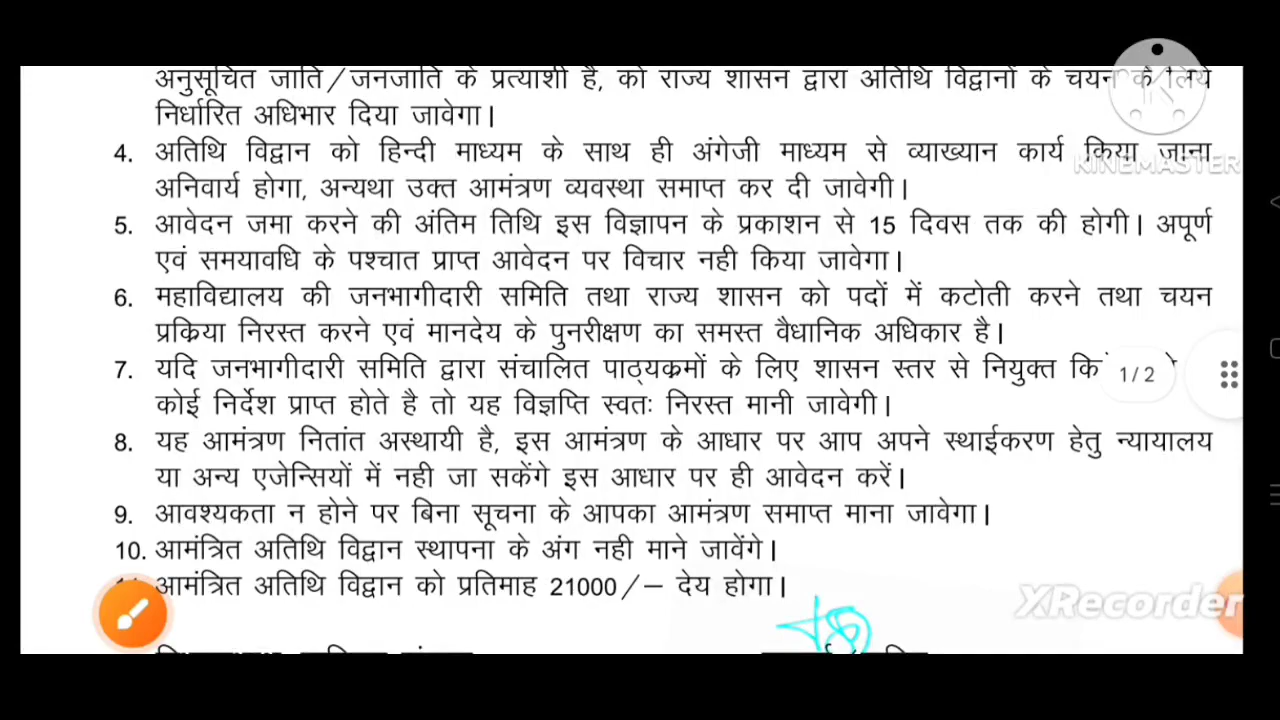 अनुसूचित जाति/जनजाति के प्रत्याशी है, को राज्य शासन द्वारा अतिथि विद्वानों के चयन के लिये
निर्धारित अधिभार दिया जावेगा।
4. अतिथि विद्वान को हिन्दी माध्यम के साथ ही अंगेजी माध्यम से व्याख्यान कार्य किया जाना
KINEMASTER
अनिवार्य होगा, अन्यथा उक्त आमंत्रण व्यवस्था समाप्त कर दी जावेगी।
5. आवेदन जमा करने की अंतिम तिथि इस विज्ञापन के प्रकाशन से 15 दिवस तक की होगी। अपूर्ण
एवं समयावधि के पश्चात प्राप्त आवेदन पर विचार नही किया जावेगा।
6. महाविद्यालय की जनभागीदारी समिति तथा राज्य शासन को पदों में कटोती करने तथा चयन
प्रक्रिया निरस्त करने एवं मानदेय के पुनरीक्षण का समस्त वैधानिक अधिकार है।
7. यदि जनभागीदारी समिति द्वारा संचालित पाठ्यक्रमों के लिए शासन स्तर से नियुक्त
1/2
कोई निर्देश प्राप्त होते है तो यह विज्ञप्ति स्वतः निरस्त मानी जावेगी।
8. यह आमंत्रण नितांत अस्थायी है, इस आमंत्रण के आधार पर आप अपने स्थाईकरण हेतु न्यायालय
या अन्य एजेन्सियों में नही जा सकेंगे इस आधार पर ही आवेदन करें।
9. आवश्यकता न होने पर बिना सूचना के आपका आमंत्रण समाप्त माना जावेगा।
10. आमंत्रित अतिथि विद्वान स्थापना के अंग नही माने जावेंगे।
आमंत्रित अतिथि विद्वान को प्रतिमाह 21000/– देय होगा।
XRecorder